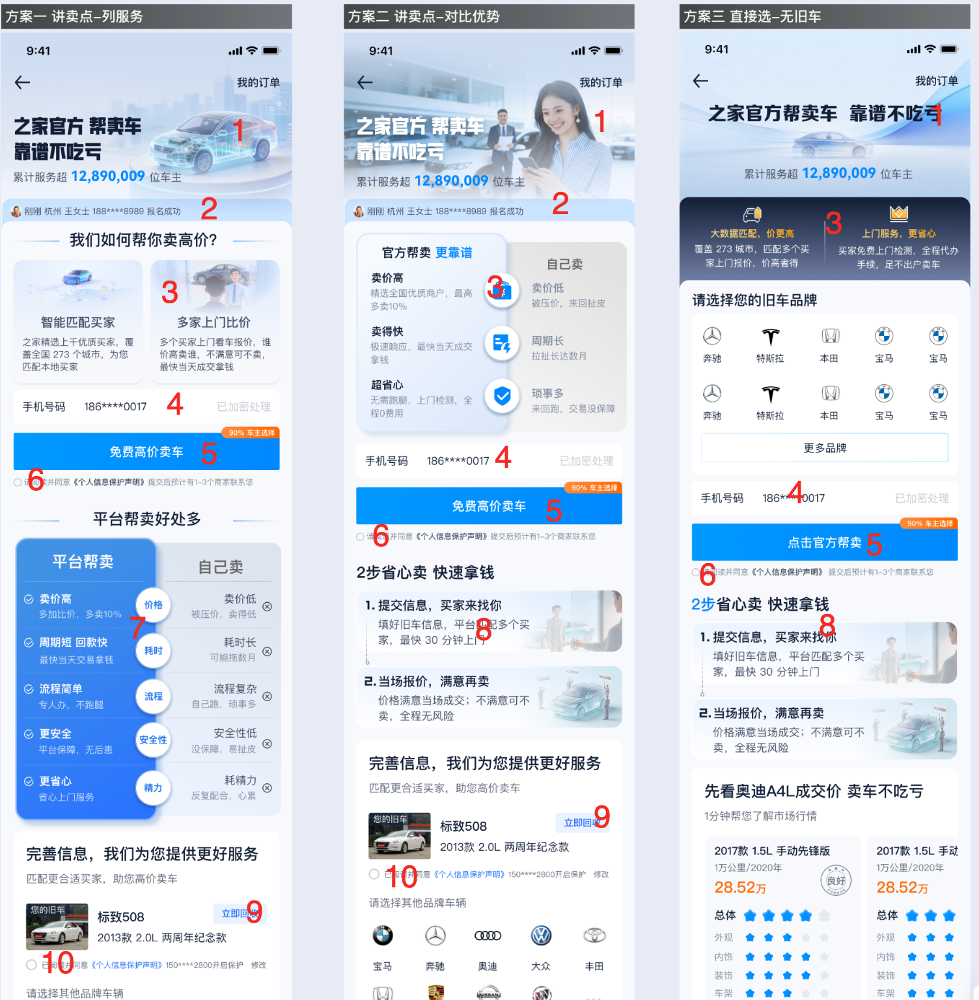 方案一 讲卖点-列服务
9:41
我的订单
之家官方 帮卖车
靠谱不吃亏
1
累计服务超 12,890,009 位车主
刚刚 杭州 王女士 188****8989 报名成功
2
我们如何帮你卖高价?
3
智能匹配买家
之家精选上千优质买家，覆
盖全国 273 个城市，为您
匹配本地买家
多家上门比价
多个买家上门看车报价，谁
价高卖谁，不满意可不卖，
最快当天成交拿钱
手机号码 186****0017 已加密处理
4
90% 车主选择
免费高价卖车
5
6
请阅读并同意《个人信息保护声明》提交后预计有1-3个商家联系您
平台帮卖好处多
平台帮卖
自己卖
卖价高
多加比价，多卖10%
价格
卖价低
被压价，卖得低
7
周期短 回款快
最快当天交易拿钱
耗时
耗时长
可能拖数月
流程简单
专人办，不跑腿
流程
流程复杂
自己跑，琐事多
更安全
平台保障，无后患
安全性
安全性低
没保障，易扯皮
更省心
省心上门服务
精力
耗精力
反复配合，心累
完善信息，我们为您提供更好服务
匹配更合适买家，助您高价卖车
您的旧车
标致508
立即回收
9
2013款 2.0L 两周年纪念款
10
已阅读并同意《个人信息保护声明》150****2800开启保护 修改
请选择其他品牌车辆
方案二 讲卖点-对比优势
9:41
我的订单
之家官方 帮卖车
靠谱不吃亏
1
累计服务超 12,890,009 位车主
刚刚 杭州 王女士 188****8989 报名成功
2
官方帮卖 更靠谱
自己卖
卖价高
精选全国优质商户，最高
多卖10%
3
卖价低
被压价，来回扯皮
卖得快
极速响应，最快当天成交
拿钱
周期长
拉扯长达数月
超省心
无需跑腿，上门检测，全
程0费用
琐事多
来回跑，交易没保障
手机号码 186****0017 已加密处理
4
90% 车主选择
免费高价卖车
5
6
请阅读并同意《个人信息保护声明》提交后预计有1-3个商家联系您
2步省心卖 快速拿钱
1.提交信息，买家来找你
填好旧车信息，平台匹配多个买
家，最快 30 分钟上门
8
2.当场报价，满意再卖
价格满意当场成交；不满意可不
卖，全程无风险
完善信息，我们为您提供更好服务
匹配更合适买家，助您高价卖车
您的旧车
标致508
立即回收
9
2013款 2.0L 两周年纪念款
10
已阅读并同意《个人信息保护声明》150****2800开启保护 修改
请选择其他品牌车辆
宝马 奔驰 奥迪 大众 丰田
NISSAN
方案三 直接选-无旧车
9:41
我的订单
之家官方帮卖车 靠谱不吃亏
1
累计服务超 12,890,009 位车主
大数据匹配，价更高
覆盖 273 城市，匹配多个买
家上门报价，价高者得
3
上门服务，更省心
买家免费上门检测，全程代办
手续，足不出户卖车
请选择您的旧车品牌
奔驰 特斯拉 本田 宝马 宝马
奔驰 特斯拉 本田 宝马 宝马
更多品牌
手机号码 186****0017 已加密处理
4
90% 车主选择
点击官方帮卖
5
6
请阅读并同意《个人信息保护声明》 提交后预计有1-3个商家联系您
2步省心卖 快速拿钱
8
1.提交信息，买家来找你
填好旧车信息，平台匹配多个买
家，最快 30 分钟上门
2.当场报价，满意再卖
价格满意当场成交；不满意可不
卖，全程无风险
先看奥迪A4L成交价 卖车不吃亏
1分钟帮您了解市场行情
2017款 1.5L 手动先锋版
1万公里/2020年
28.52万
良好
总体
外观
内饰
装饰
车架
2017款 1.5L 手动
1万公里/2020年
28.52万
总体
外观
内饰
装饰
车架